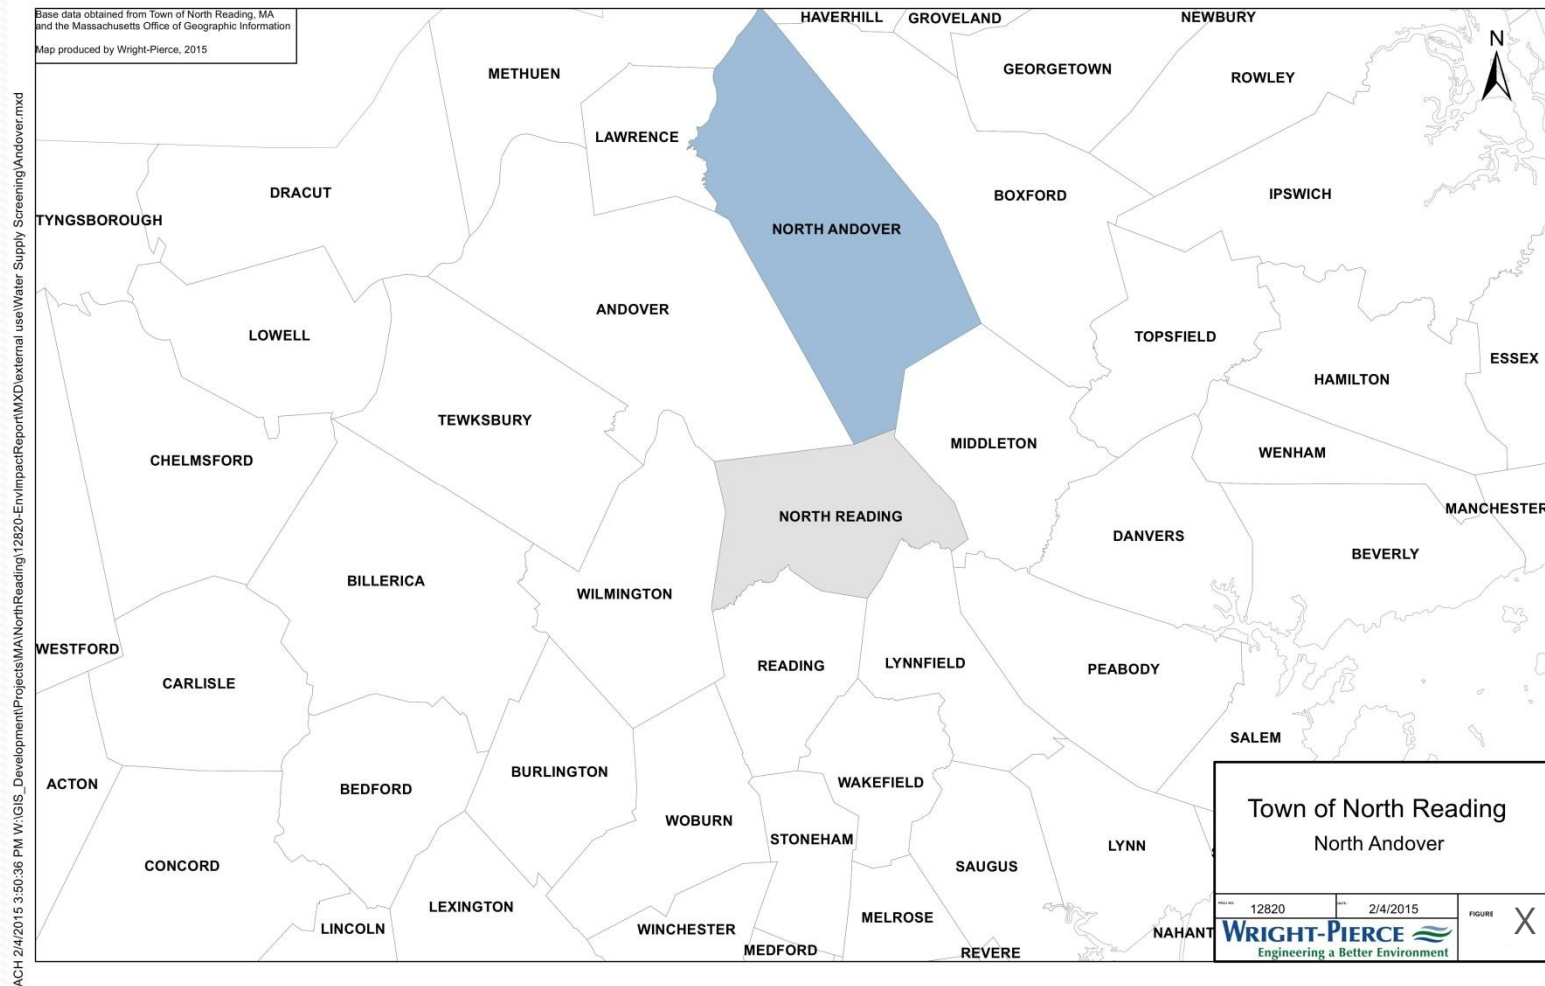 Base data obtained from Town of North Reading, MA
and the Massachusetts Office of Geographic Information
Map produced by Wright-Pierce, 2015
ACH 2/4/2015 3:50:36 PM W:\GIS_Development\Projects\MA\NorthReading\12820-EnvImpactReport\MXD\external use\Water Supply Screening\Andover.mxd
HAVERHILL
GROVELAND
NEWBURY
N
METHUEN
GEORGETOWN
ROWLEY
LAWRENCE
DRACUT
BOXFORD
IPSWICH
TYNGSBOROUGH
NORTH ANDOVER
ANDOVER
LOWELL
TOPSFIELD
ESSEX
HAMILTON
TEWKSBURY
MIDDLETON
CHELMSFORD
WENHAM
MANCHESTER
NORTH READING
DANVERS
BEVERLY
BILLERICA
WILMINGTON
WESTFORD
READING
LYNNFIELD
PEABODY
CARLISLE
SALEM
BURLINGTON
ACTON
BEDFORD
WAKEFIELD
WOBURN
STONEHAM
LYNN
CONCORD
SAUGUS
LEXINGTON
MELROSE
LINCOLN
WINCHESTER
NAHANT
MEDFORD
REVERE
Town of North Reading
North Andover
12820
2/4/2015
FIGURE
X
WRIGHT-PIERCE
Engineering a Better Environment